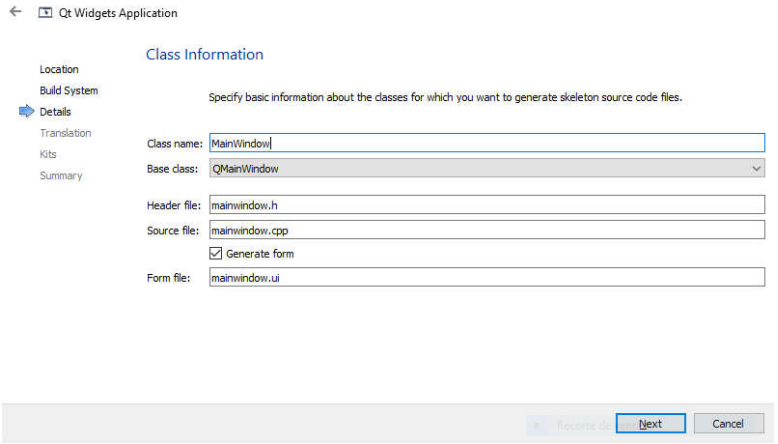 Qt Widgets Application
Class Information
Location
Build System
Details
Translation
Kits
Summary
Specify basic information about the classes for which you want to generate skeleton source code files.
Class name: MainWindow
Base class: QMainWindow
Header file: mainwindow.h
Source file: mainwindow.cpp
Generate form
Form file: mainwindow.ui
Recorte de
Next
Cancel